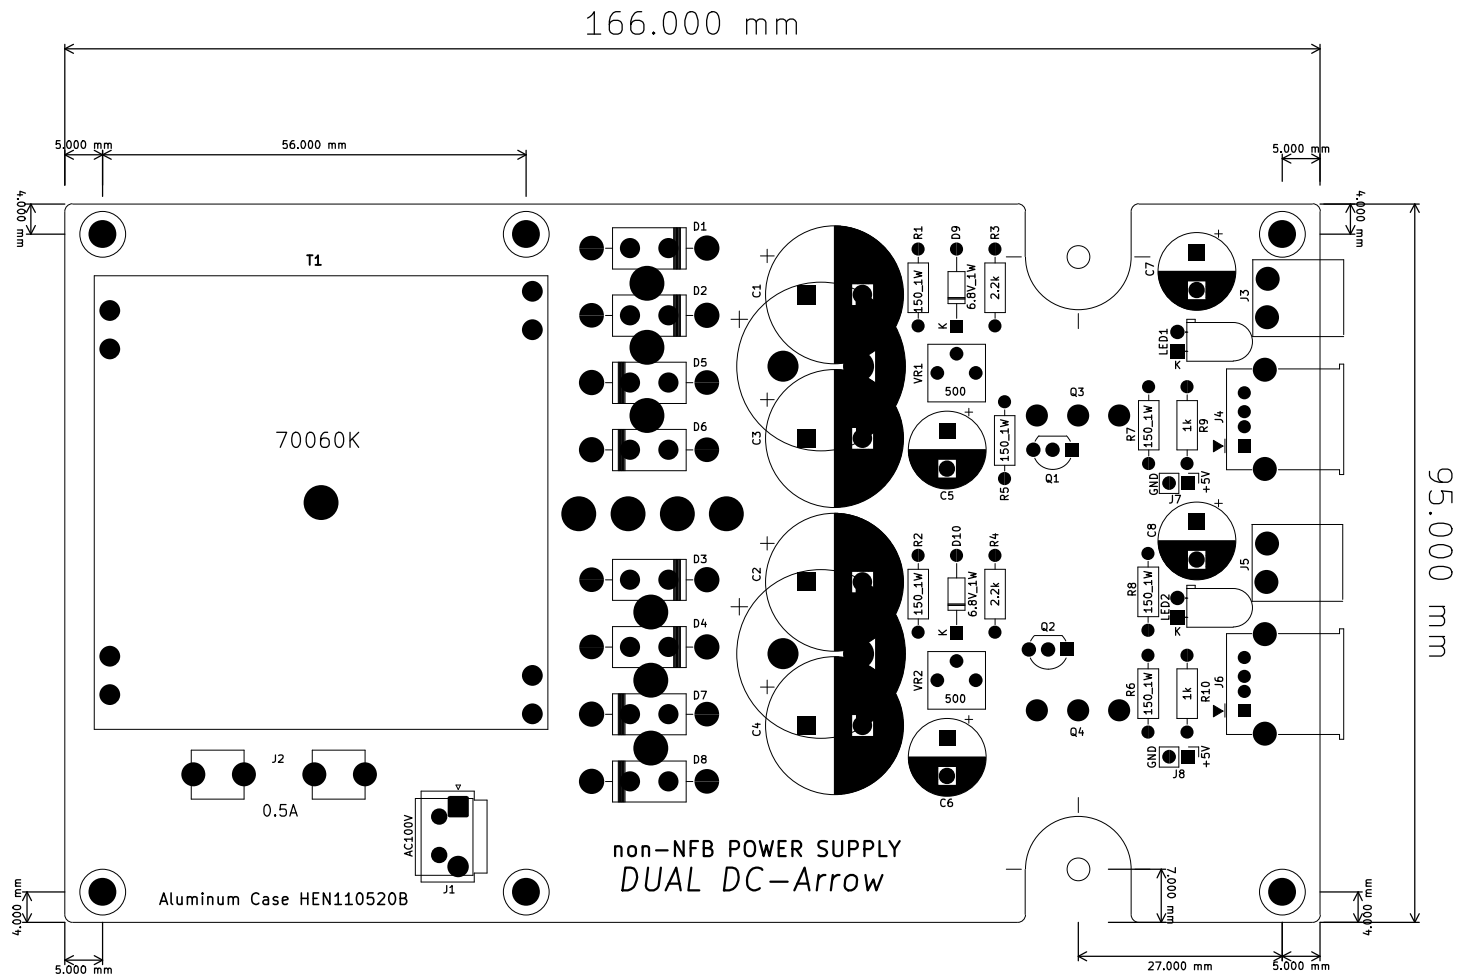 166.000 mm
5.000 mm
56.000 mm
5.000 mm
4.000 mm
4.000 mm
T1
70060K
D1
D2
D5
D6
D3
D4
D7
D8
C1
C3
C2
C4
R1
D9
R3
150_1W
6.8V_1W
2.2k
K
VR1
500
C5
150_1W
R5
Q3
Q1
C7
J3
LED1
K
R7
150_1W
1k
R9
J4
GND
J7
+5V
R2
D10
R4
150_1W
6.8V_1W
2.2k
K
VR2
500
C6
Q2
Q4
C8
J5
R8
150_1W
LED2
K
R6
150_1W
1k
R10
J6
GND
J8
+5V
95.000 mm
J2
0.5A
AC100V
J1
non-NFB POWER SUPPLY
DUAL DC-Arrow
Aluminum Case HEN110520B
4.000 mm
5.000 mm
7.000 mm
27.000 mm
5.000 mm
4.000 mm